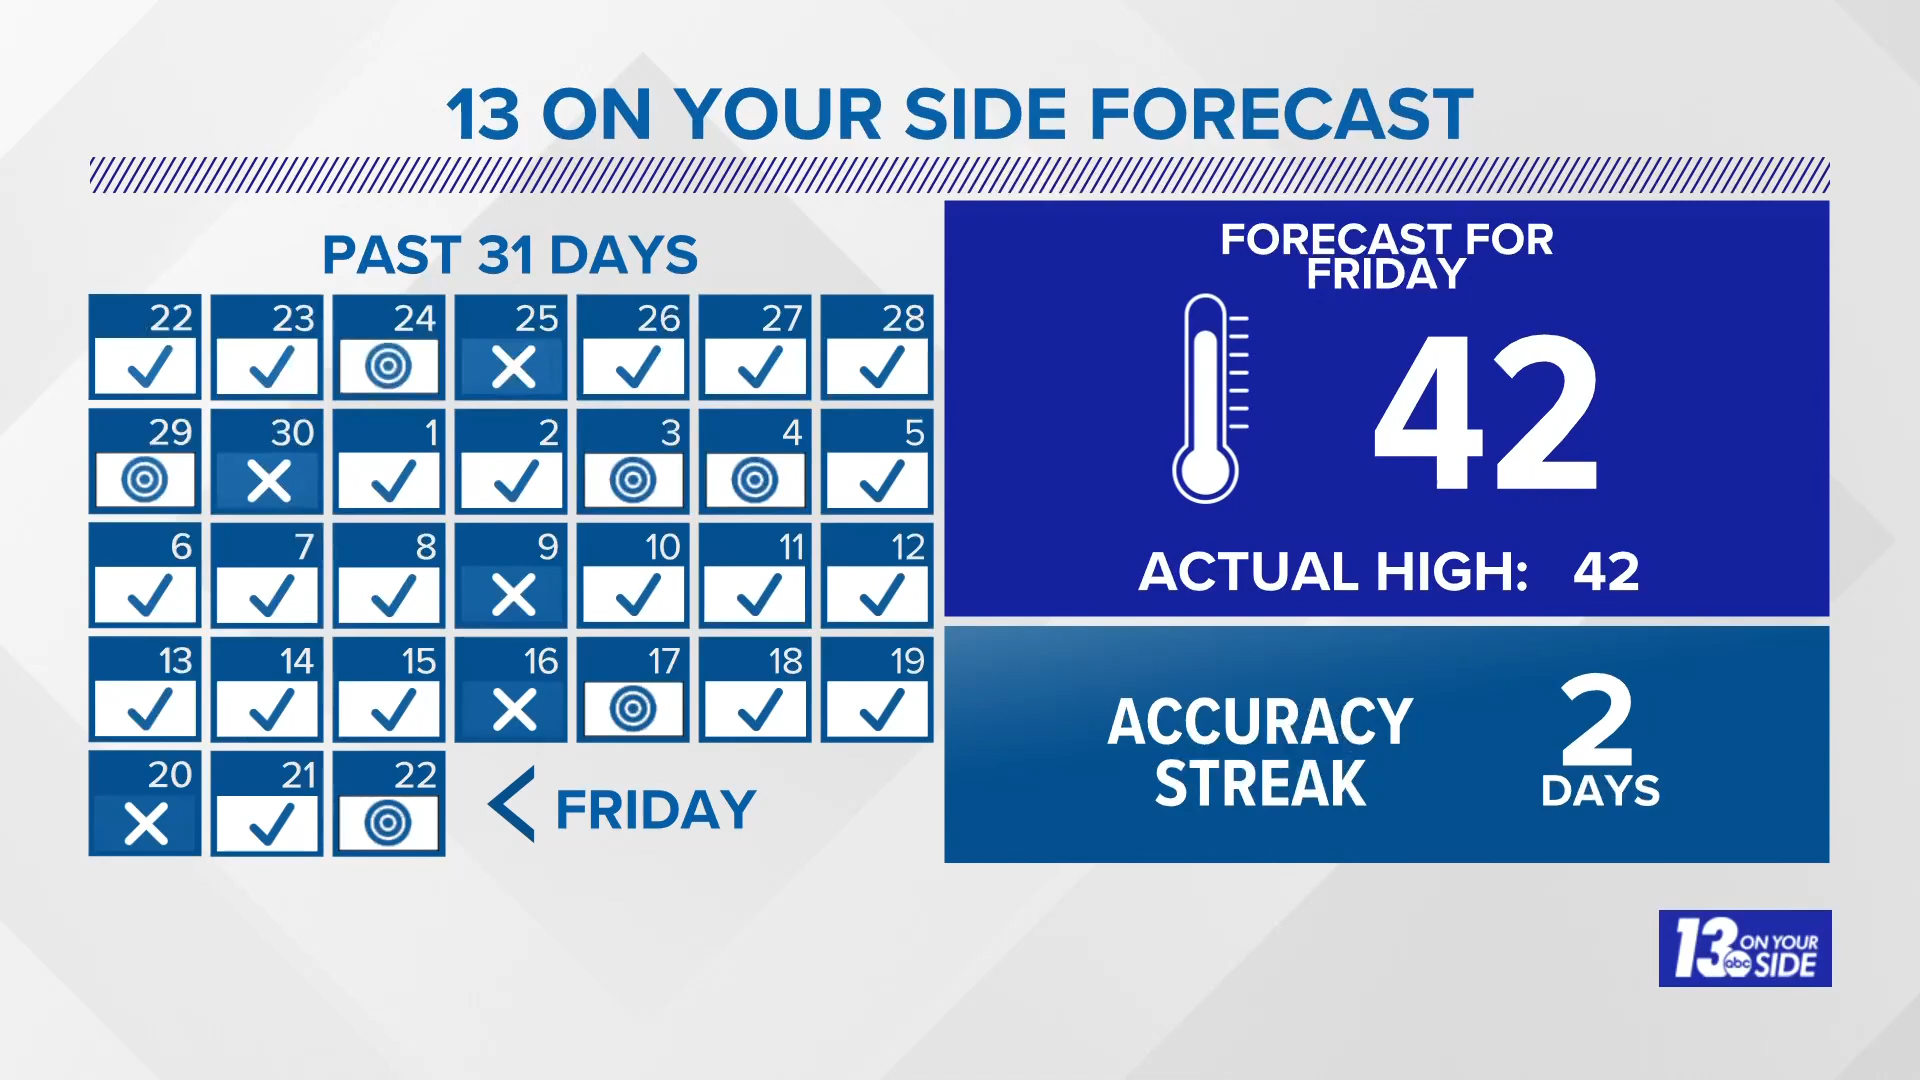 13 ON YOUR SIDE FORECAST
PAST 31 DAYS
22 23 24 25 26 27 28
29 30 1 2 3 4 5
6 7 8 9 10 11 12
13 14 15 16 17 18 19
20 21 22
FRIDAY
FORECAST FOR
FRIDAY
42
ACTUAL HIGH: 42
ACCURACY
STREAK
2
DAYS
13 abc
ON YOUR
SIDE